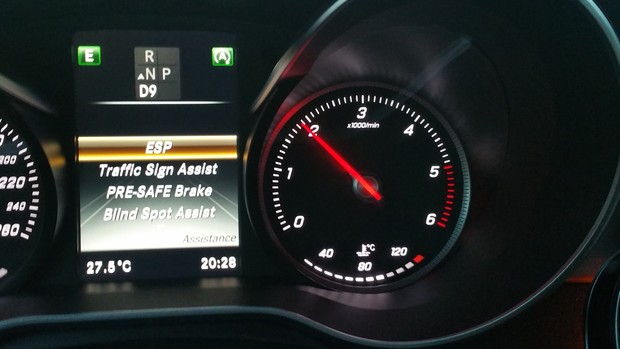 E
R
N P
D9
A
ESP
Traffic Sign Assist
PRE-SAFE Brake
Blind Spot Assist
Assistance
27.5°C
20:28
200
220
240
260
0
1
2
3
4
5
6
x1000/min
40
80
120
°C